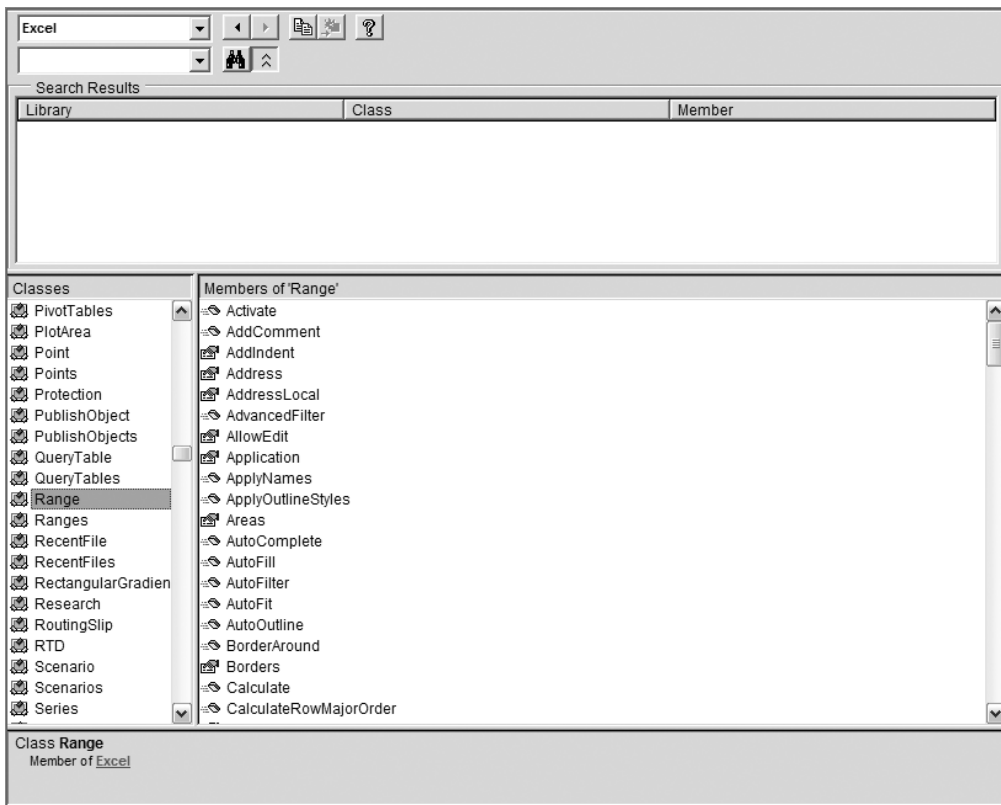 Excel
Search Results
Library Class Member
Classes
PivotTables
PlotArea
Point
Points
Protection
PublishObject
PublishObjects
QueryTable
QueryTables
Range
Ranges
RecentFile
RecentFiles
RectangularGradien
Research
RoutingSlip
RTD
Scenario
Scenarios
Series
Members of 'Range'
Activate
AddComment
AddIndent
Address
AddressLocal
AdvancedFilter
AllowEdit
Application
ApplyNames
ApplyOutlineStyles
Areas
AutoComplete
AutoFill
AutoFilter
AutoFit
AutoOutline
BorderAround
Borders
Calculate
CalculateRowMajorOrder
Class Range
Member of Excel